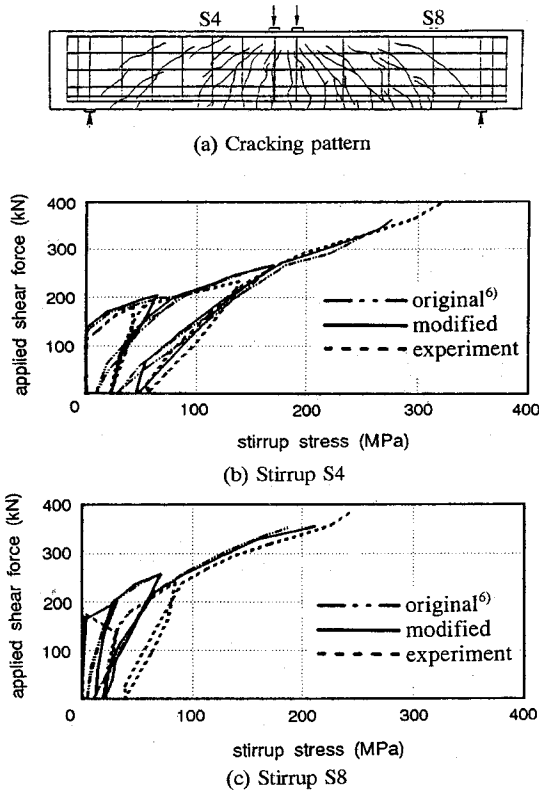 S4 S8
(a) Cracking pattern
applied shear force (kN)
400
300
200
100
0 100 200 300 400
original6)
modified
experiment
stirrup stress (MPa)
(b) Stirrup S4
applied shear force (kN)
400
300
200
100
0 100 200 300 400
original6)
modified
experiment
stirrup stress (MPa)
(c) Stirrup S8